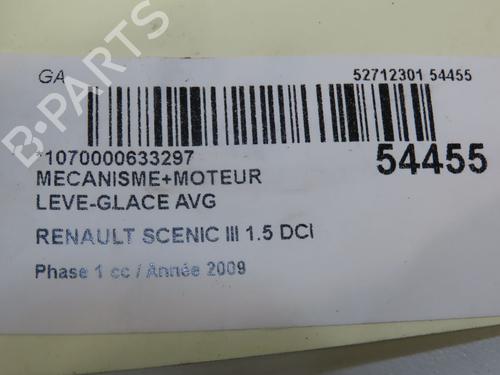 GA
52712301 54455
*1070000633297
54455
MECANISME+MOTEUR
LEVE-GLACE AVG
RENAULT SCENIC III 1.5 DCI
Phase 1 cc / Année 2009
B-PARTS